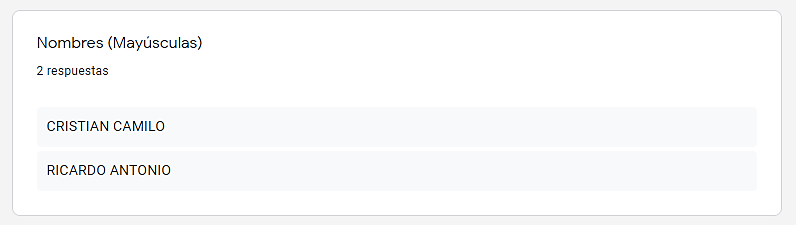 Nombres (Mayúsculas)
2 respuestas
CRISTIAN CAMILO
RICARDO ANTONIO